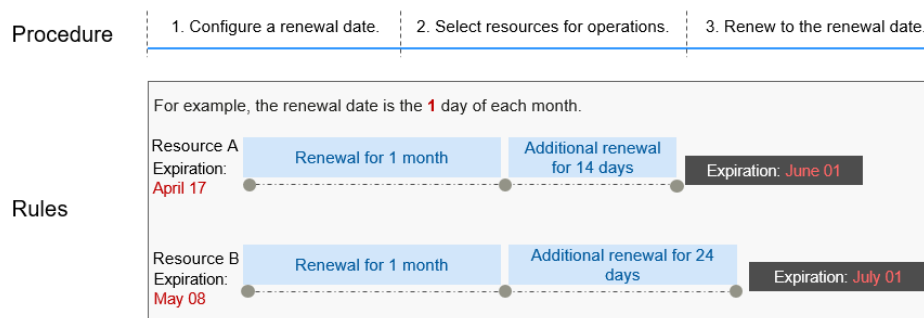 Procedure
1. Configure a renewal date.
2. Select resources for operations.
3. Renew to the renewal date.
Rules
For example, the renewal date is the 1 day of each month.
Resource A
Expiration:
April 17
Renewal for 1 month
Additional renewal
for 14 days
Expiration: June 01
Resource B
Expiration:
May 08
Renewal for 1 month
Additional renewal for 24
days
Expiration: July 01